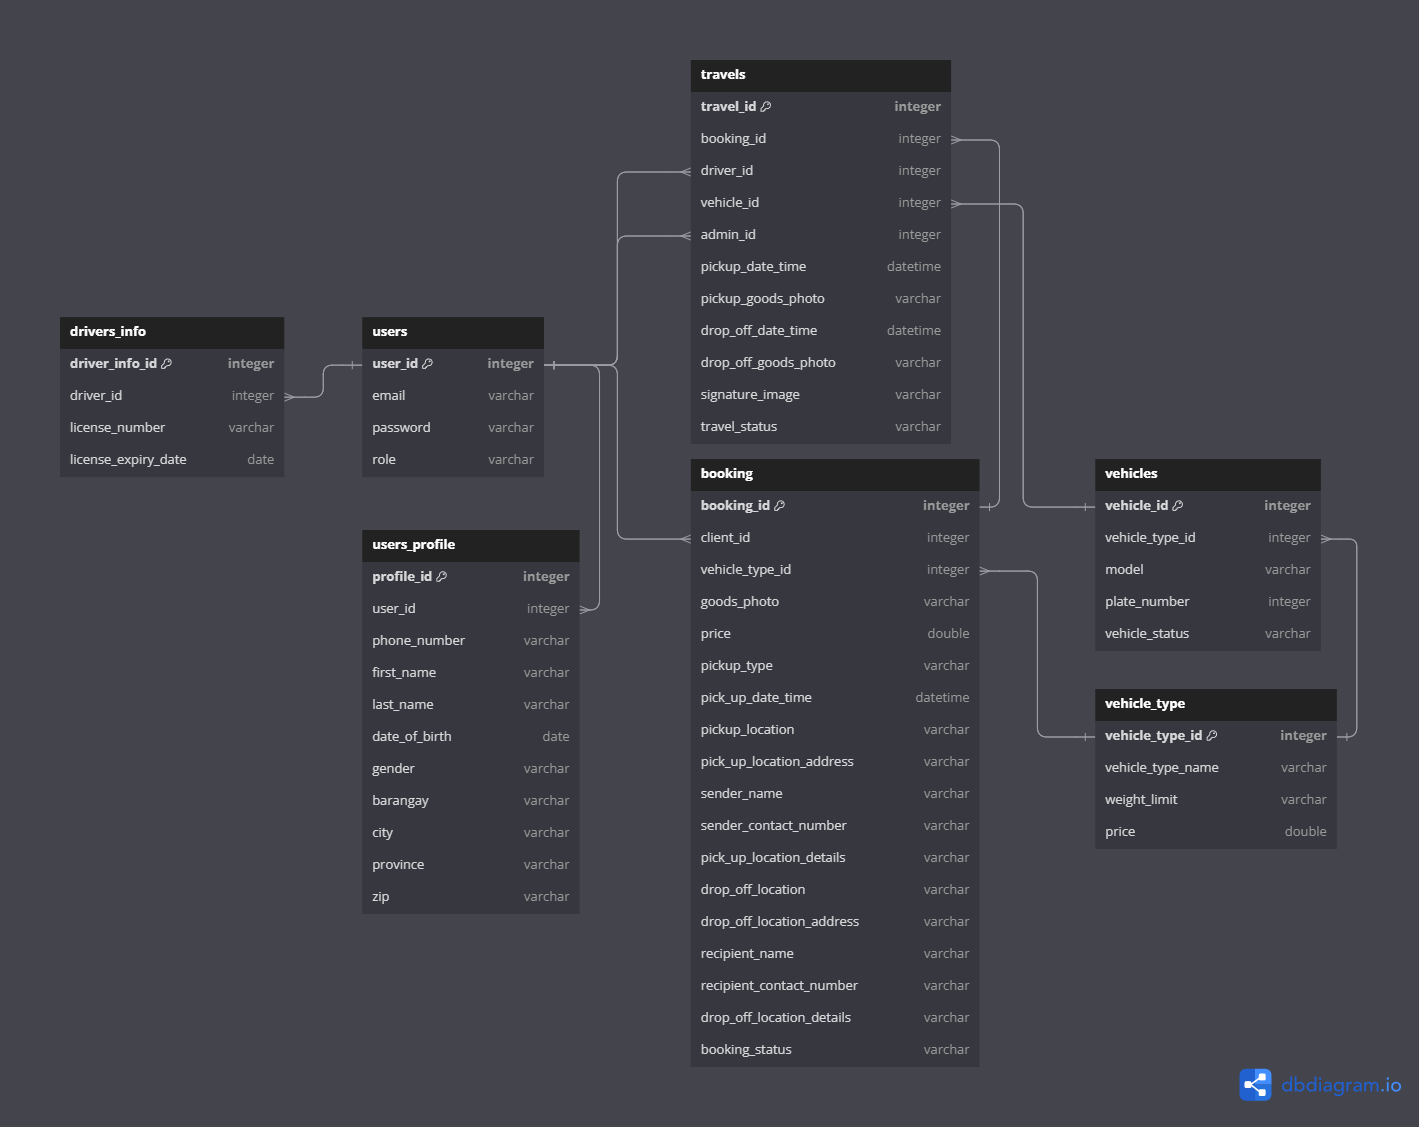 travels
travel_id integer
booking_id integer
driver_id integer
vehicle_id integer
admin_id integer
pickup_date_time datetime
pickup_goods_photo varchar
drop_off_date_time datetime
drop_off_goods_photo varchar
signature_image varchar
travel_status varchar
drivers_info
driver_info_id integer
driver_id integer
license_number varchar
license_expiry_date date
users
user_id integer
email varchar
password varchar
role varchar
users_profile
profile_id integer
user_id integer
phone_number varchar
first_name varchar
last_name varchar
date_of_birth date
gender varchar
barangay varchar
city varchar
province varchar
zip varchar
booking
booking_id integer
client_id integer
vehicle_type_id integer
goods_photo varchar
price double
pickup_type varchar
pick_up_date_time datetime
pickup_location varchar
pick_up_location_address varchar
sender_name varchar
sender_contact_number varchar
pick_up_location_details varchar
drop_off_location varchar
drop_off_location_address varchar
recipient_name varchar
recipient_contact_number varchar
drop_off_location_details varchar
booking_status varchar
vehicles
vehicle_id integer
vehicle_type_id integer
model varchar
plate_number integer
vehicle_status varchar
vehicle_type
vehicle_type_id integer
vehicle_type_name varchar
weight_limit varchar
price double
dbdiagram.io